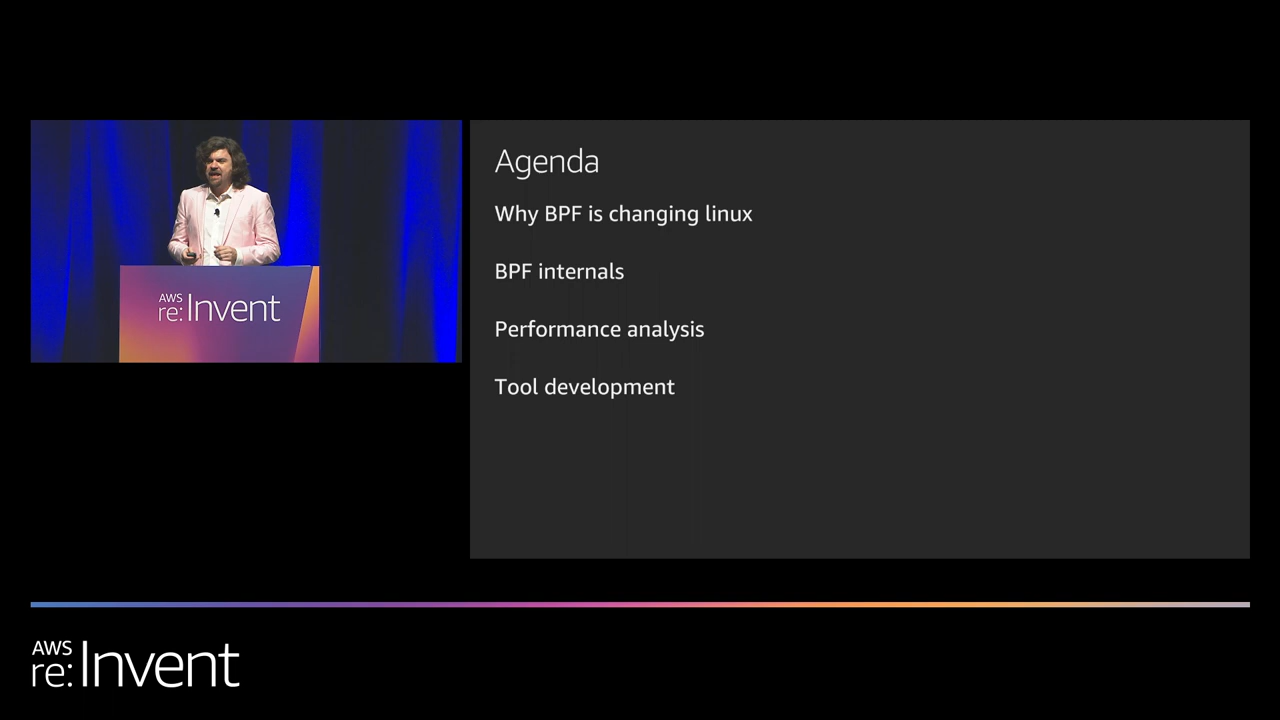 AWS
re:Invent
Agenda
Why BPF is changing linux
BPF internals
Performance analysis
Tool development
AWS
re:Invent